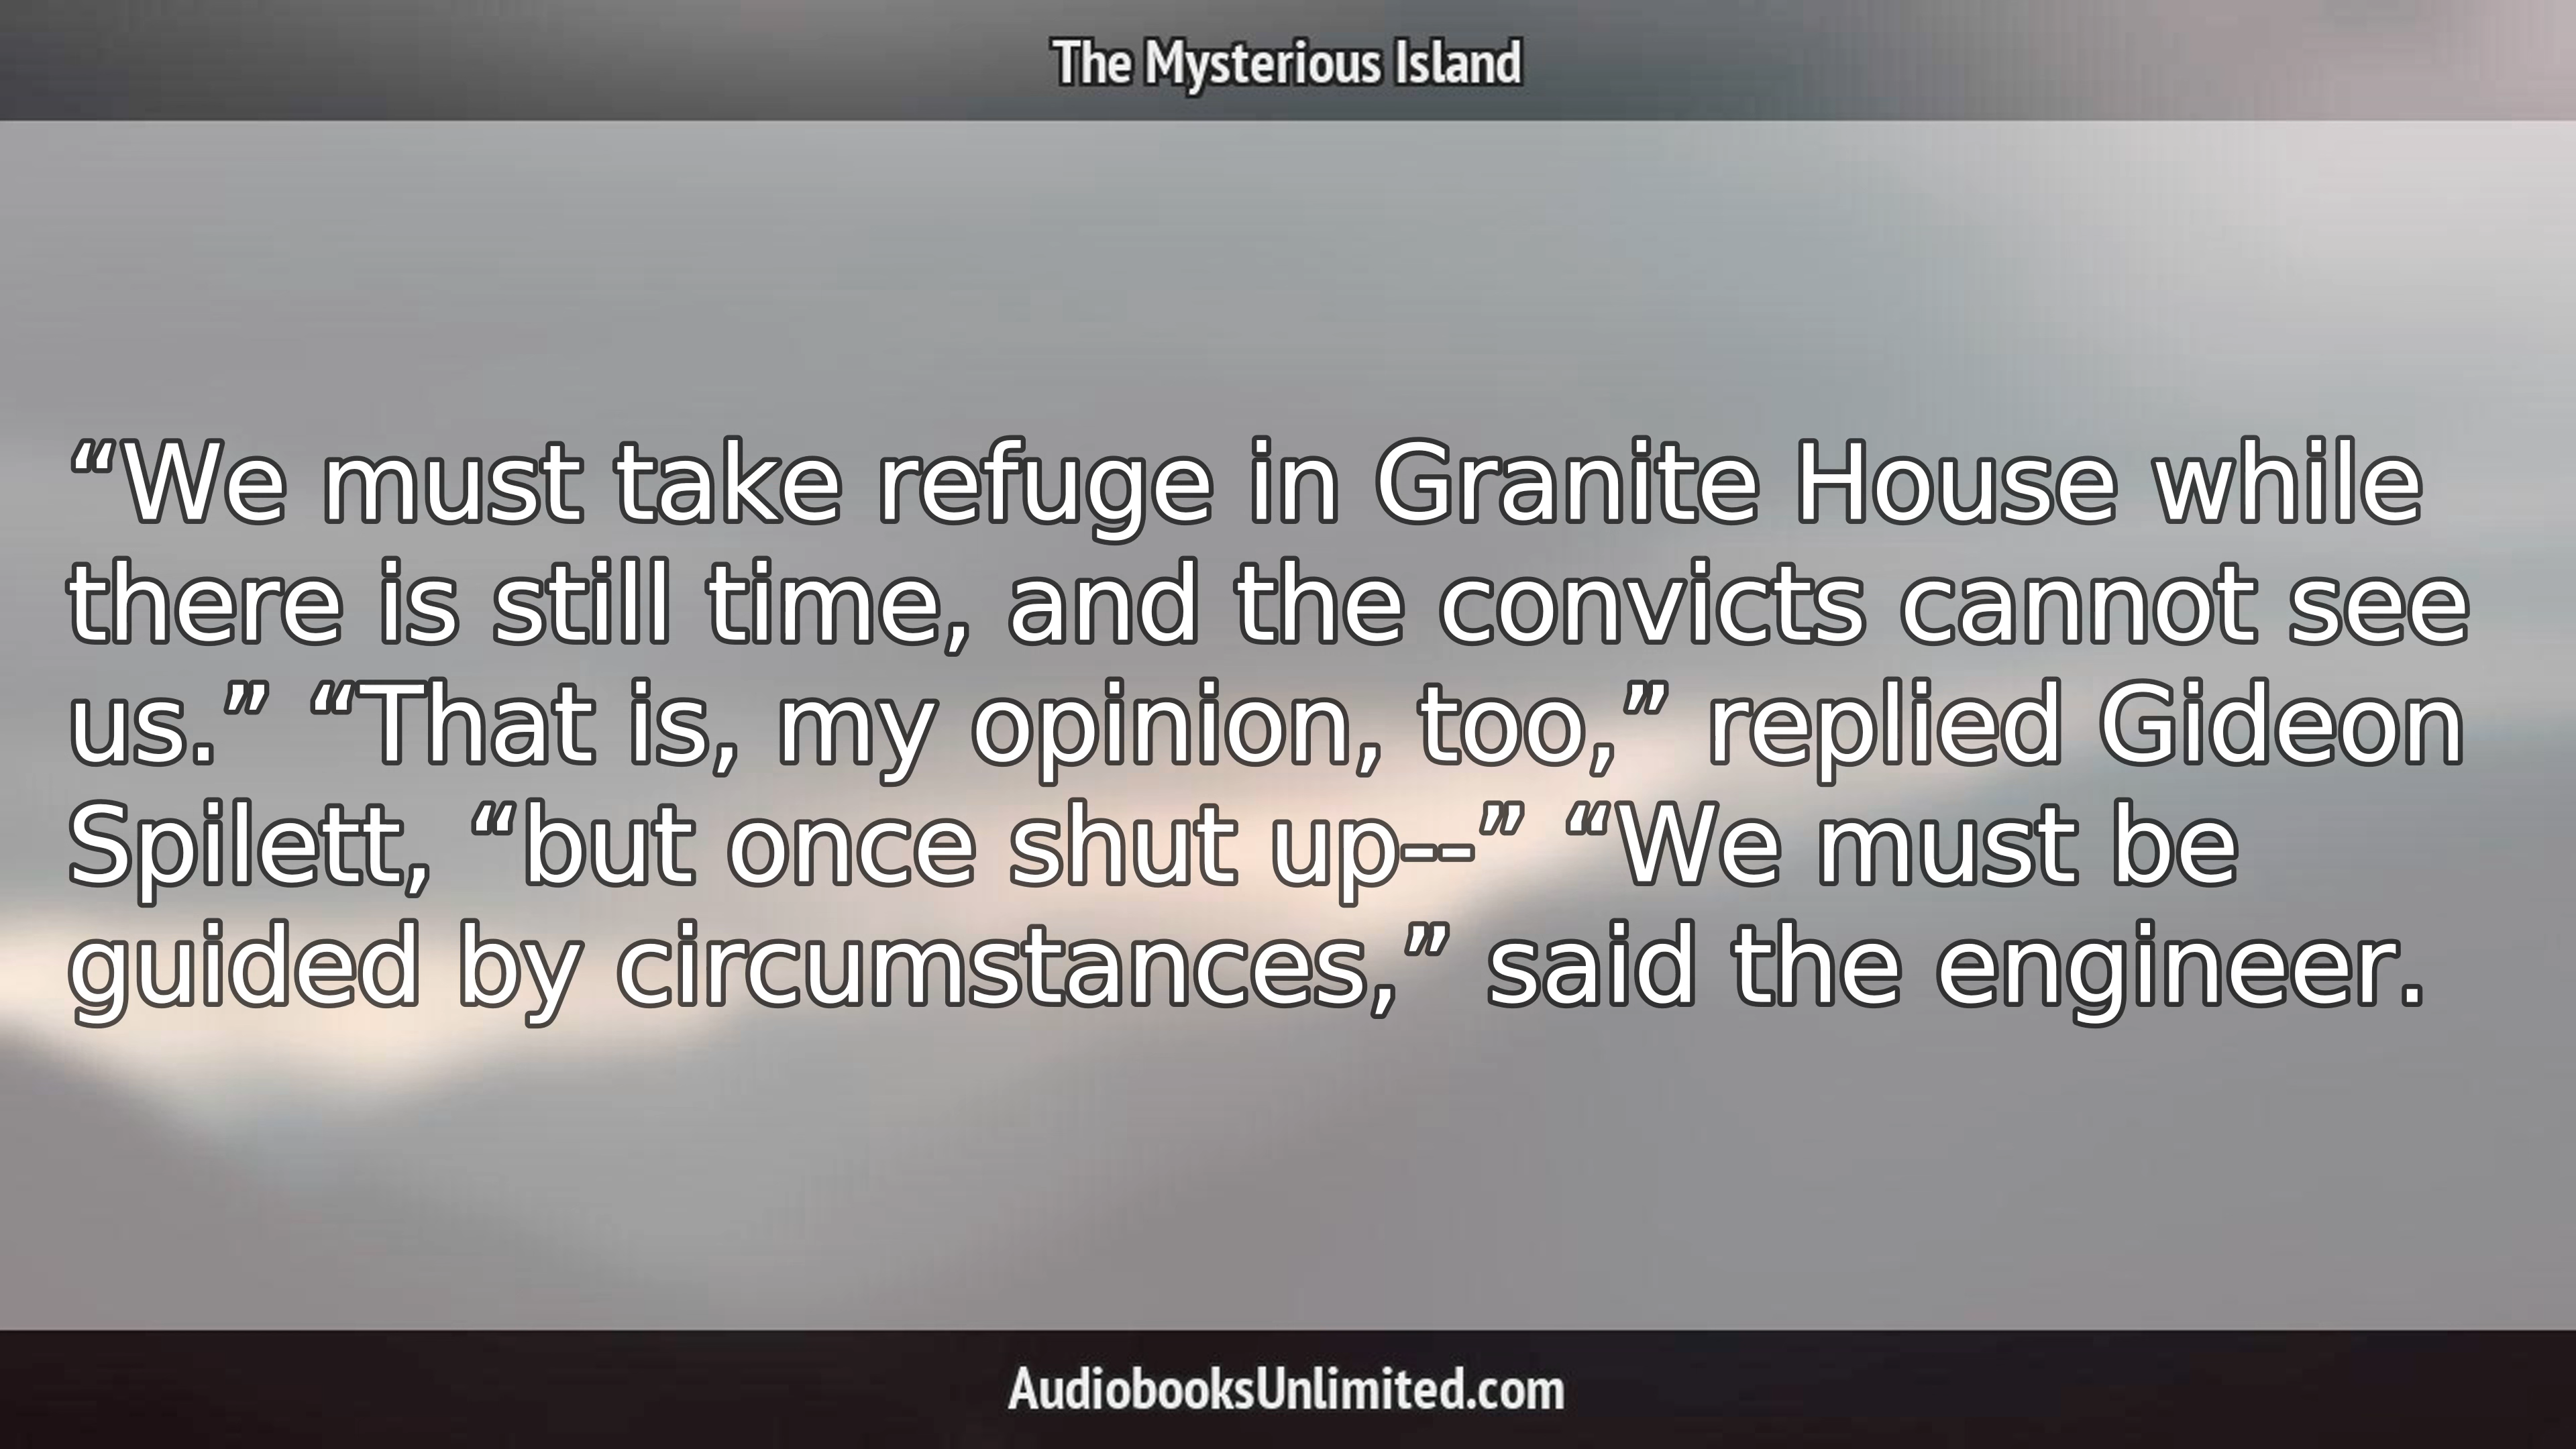 The Mysterious Island
“We must take refuge in Granite House while
there is still time, and the convicts cannot see
us.” “That is, my opinion, too,” replied Gideon
Spilett, “but once shut up--” “We must be
guided by circumstances,” said the engineer.
AudiobooksUnlimited.com